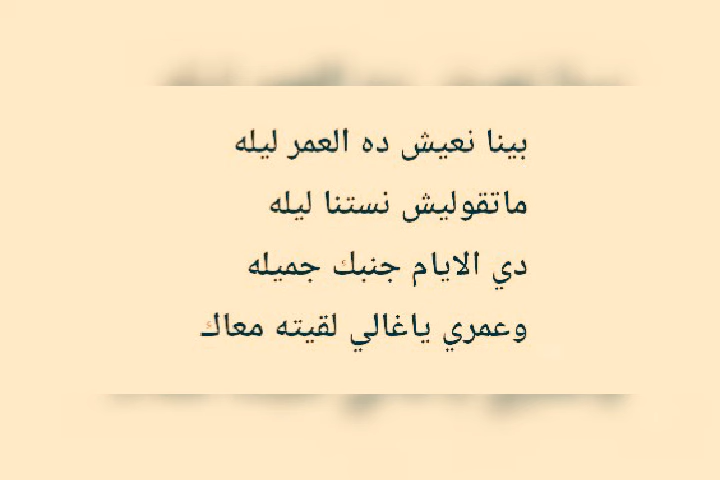 بينا نعيش ده العمر ليله
ماتقوليش نستنا ليله
دي الايام جنبك جميله
وعمري ياغالي لقيته معاك